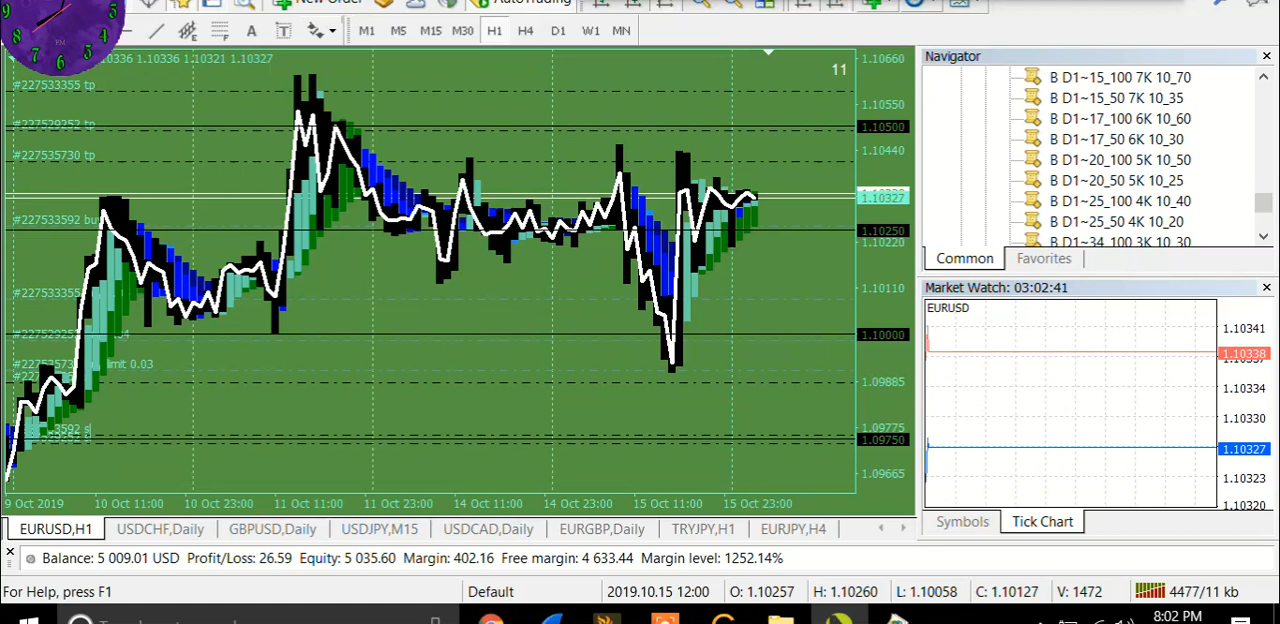 AutoTrading
9
8
7
6
5
4
PM
A
T
M1 M5 M15 M30 H1 H4 D1 W1 MN
10336 1.10336 1.10321 1.10327
11
#227533355 tp
#227529252 tp
#227535730 tp
#227533592 buy
#227533355
limit 0.03
3592 sl
1.10660
1.10550
1.10500
1.10440
1.10327
1.10250
1.10220
1.10110
1.10000
1.09885
1.09775
1.09750
1.09665
9 Oct 2019 10 Oct 11:00 10 Oct 23:00 11 Oct 11:00 11 Oct 23:00 14 Oct 11:00 14 Oct 23:00 15 Oct 11:00 15 Oct 23:00
EURUSD,H1 USDCHF,Daily GBPUSD,Daily USDJPY,M15 USDCAD,Daily EURGBP,Daily TRYJPY,H1 EURJPY,H4
Navigator
B D1~15_100 7K 10_70
B D1~15_50 7K 10_35
B D1~17_100 6K 10_60
B D1~17_50 6K 10_30
B D1~20_100 5K 10_50
B D1~20_50 5K 10_25
B D1~25_100 4K 10_40
B D1~25_50 4K 10_20
B D1~34_100 3K 10_30
Common Favorites
Market Watch: 03:02:41
EURUSD
1.10341
1.10338
1.10334
1.10330
1.10327
1.10323
1.10320
Symbols Tick Chart
Balance: 5 009.01 USD Profit/Loss: 26.59 Equity: 5 035.60 Margin: 402.16 Free margin: 4 633.44 Margin level: 1252.14%
For Help, press F1 Default 2019.10.15 12:00 O: 1.10257 H: 1.10260 L: 1.10058 C: 1.10127 V: 1472 4477/11 kb
8:02 PM